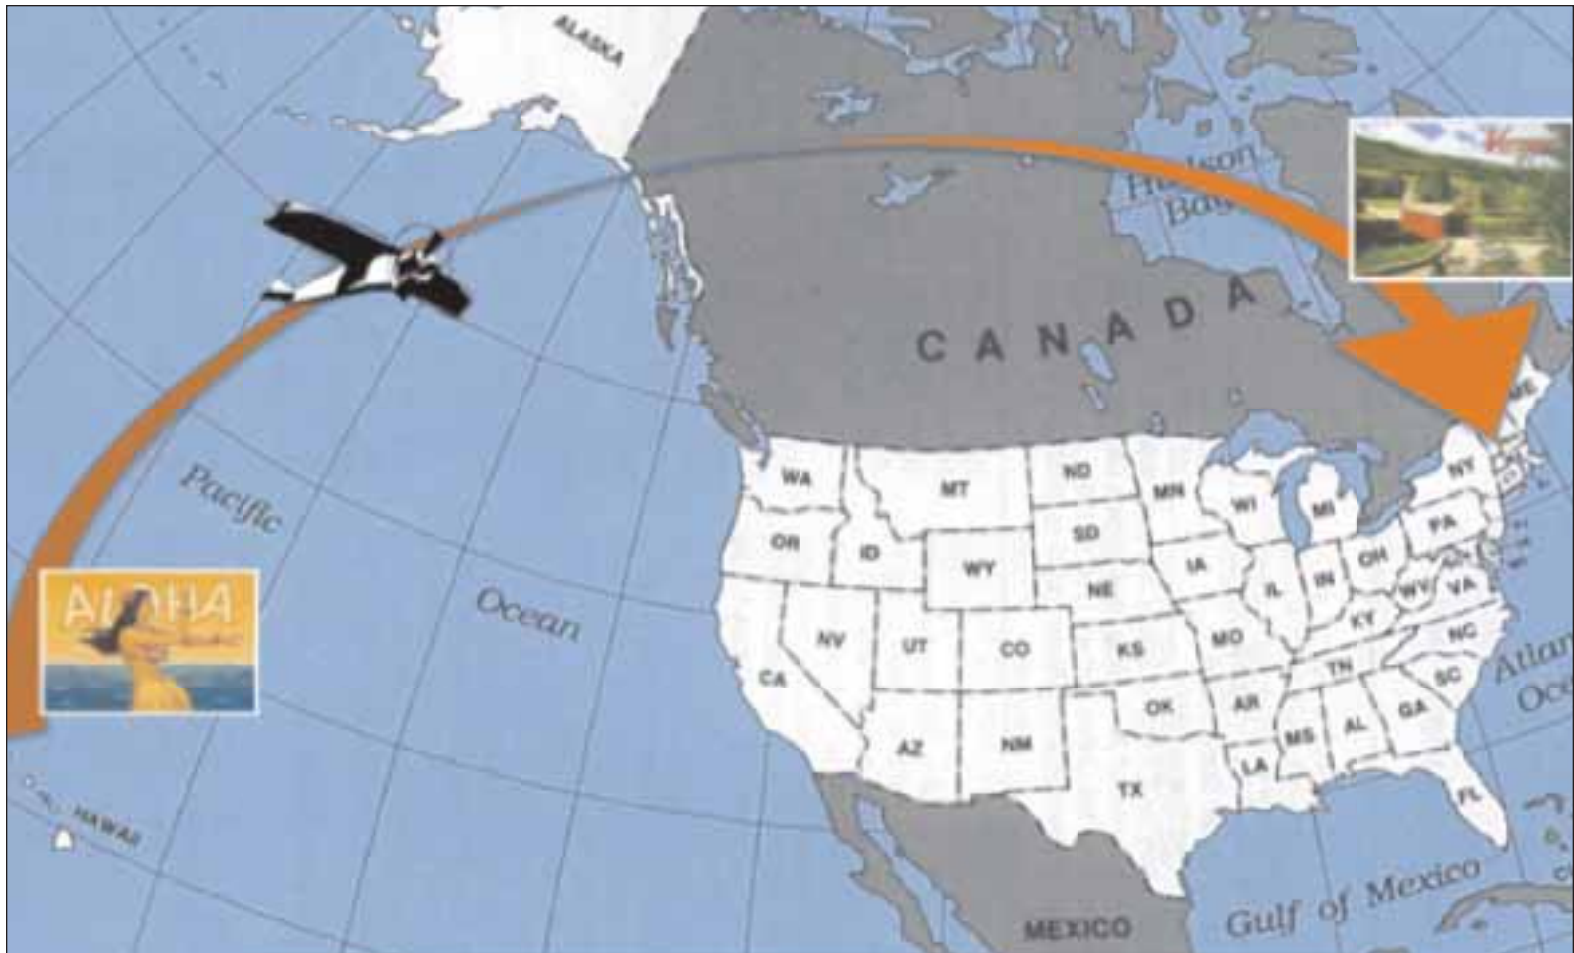 ALASKA
Hudson
Bay
CANADA
ME
Pacific
Ocean
ALOHA
HAWAII
WA
MT
ND
MN
OR
ID
SD
WI
MI
NY
WY
IA
PA
NE
IL
IN
OH
WV
VA
CA
NV
UT
CO
KS
MO
KY
NC
TN
SC
AZ
NM
OK
AR
MS
AL
GA
TX
LA
FL
Atlan
Oce
Gulf of Mexico
MEXICO